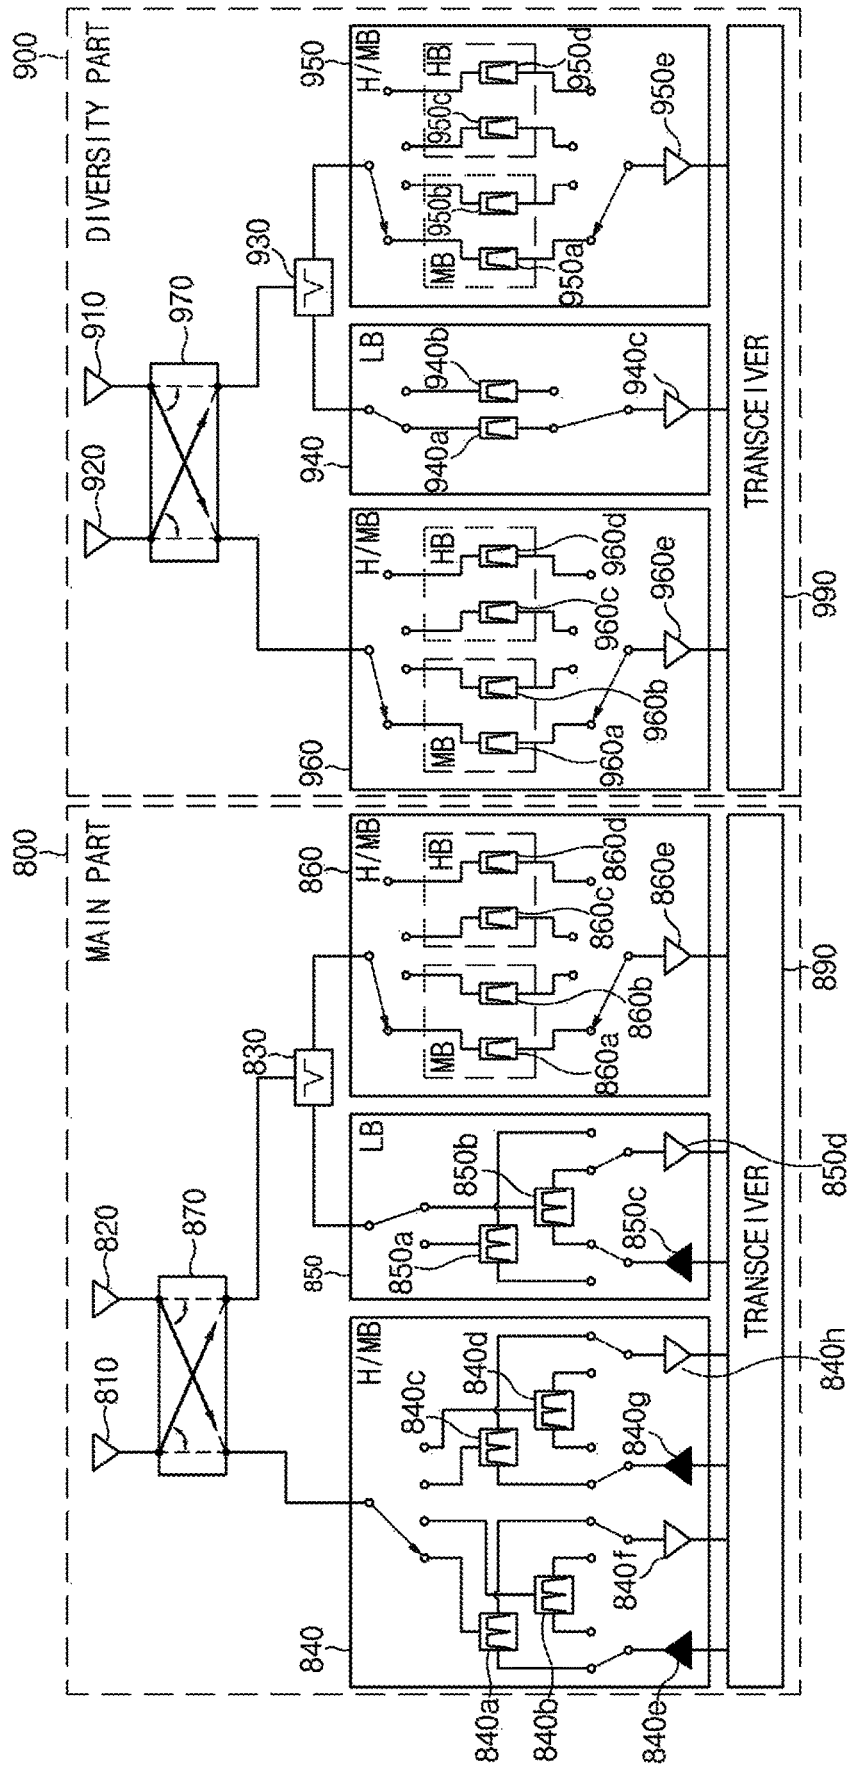 900
DIVERSITY PART
910
920
970
930
950
H/MB
HB
950d
950c
950b
MB
950a
950e
940
LB
940b
940a
940c
960
H/MB
HB
960d
960c
MB
960b
960a
960e
TRANSCEIVER
990
800
MAIN PART
820
810
870
830
860
H/MB
HB
860d
860c
MB
860b
860a
860e
850
LB
850b
850a
850c
850d
840
H/MB
840d
840c
840a
840b
840e
840f
840g
840h
TRANSCEIVER
890